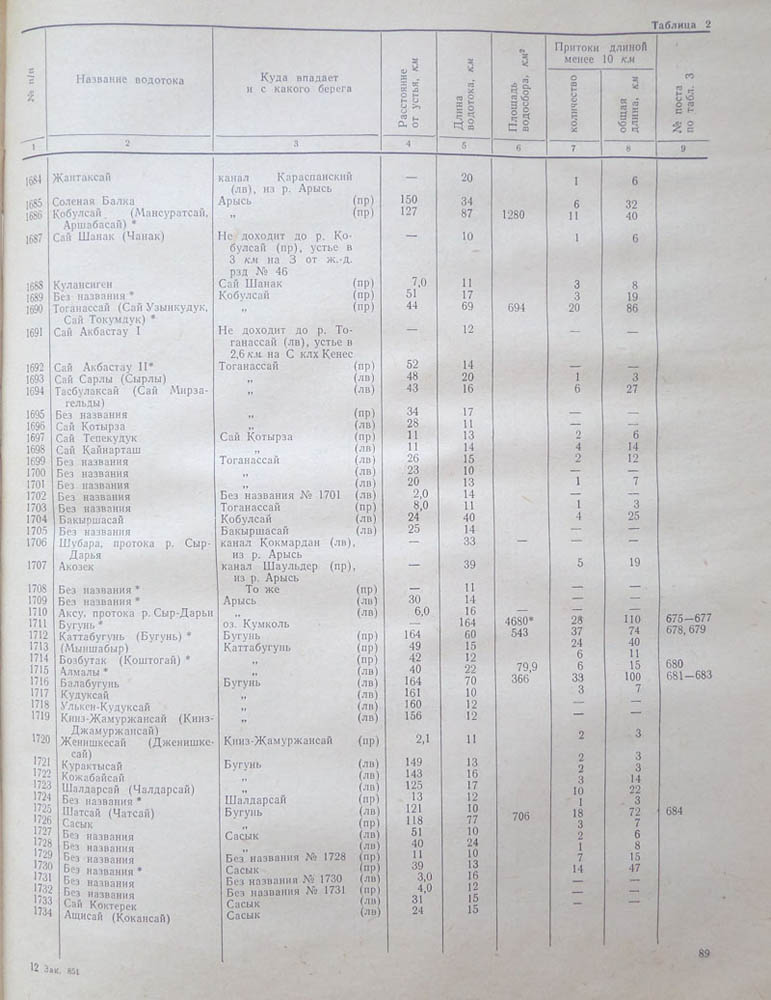 Таблица 2
№ п/п
Название водотока
Куда впадает
и с какого берега
Расстояние
от устья, км
Длина
водотока, км
Площадь
водосбора, км²
Притоки длиной
менее 10 км
количество
общая
длина, км
№ поста
по табл. 3
1 2 3 4 5 6 7 8 9
1684 Жантаксай канал Караспанский — 20 1 6
(лв), из р. Арысь
1685 Соленая Балка Арысь (пр) 150 34 6 32
1686 Кобулсай (Мансуратсай, „ (пр) 127 87 1280 11 40
Аршабасай) *
1687 Сай Шанак (Чанак) Не доходит до р. Ко- — 10 1 6
булсай (пр), устье в
3 км на З от ж.-д.
рзд № 46
1688 Кулансиген Сай Шанак (пр) 7,0 11 3 8
1689 Без названия * Кобулсай (пр) 51 17 3 19
1690 Тоганассай (Сай Узынкудук, „ (пр) 44 69 694 20 86
Сай Токумдук) *
1691 Сай Акбастау I Не доходит до р. То- — 12 — —
ганассай (лв), устье в
2,6 км на С клх Кенес
1692 Сай Акбастау II* Тоганассай (пр) 52 14 — —
1693 Сай Сарлы (Сырлы) „ (лв) 48 20 1 3
1694 Тасбулаксай (Сай Мирза- „ (лв) 43 16 6 27
гельды)
1695 Без названия „ (пр) 34 17 — —
1696 Сай Котырза „ (лв) 28 11 — —
1697 Сай Тепекудук Сай Котырза (пр) 11 13 2 6
1698 Сай Кайнарташ „ (лв) 11 14 4 14
1699 Без названия Тоганассай (лв) 26 15 2 12
1700 Без названия „ (лв) 23 10 — —
1701 Без названия „ (лв) 20 13 1 7
1702 Без названия Без названия № 1701 (лв) 2,0 14 — —
1703 Без названия Тоганассай (пр) 8,0 11 1 3
1704 Бакыршасай Кобулсай (лв) 24 40 4 25
1705 Без названия Бакыршасай (лв) 25 14 — —
1706 Шубара, протока р. Сыр- канал Кокмардан (лв), — 33 — — —
Дарья из р. Арысь
1707 Акозек канал Шаульдер (пр), — 39 5 19
из р. Арысь
1708 Без названия * То же (пр) — 11 — —
1709 Без названия * Арысь (лв) 30 14 — —
1710 Аксу, протока р. Сыр-Дарьи „ (лв) 6,0 16 — — —
1711 Бугунь * оз. Кумколь — 164 4680* 28 110 675—677
1712 Каттабугунь (Бугунь) * Бугунь (пр) 164 60 543 37 74 678, 679
1713 (Мыншабыр) Каттабугунь (пр) 49 15 24 40
1714 Бозбутак (Коштогай) * „ (пр) 42 12 6 11
1715 Алмалы * „ (лв) 40 22 79,9 6 15 680
1716 Балабугунь Бугунь (лв) 164 70 366 33 100 681—683
1717 Кудуксай „ (лв) 161 10 3 7
1718 Улькен-Кудуксай „ (лв) 160 12 — —
1719 Книз-Жамуржансай (Книз- „ (лв) 156 12 — —
Джамуржансай)
1720 Женишкесай (Дженишке- Книз-Жамуржансай (пр) 2,1 11 2 3
сай)
1721 Курактысай Бугунь (лв) 149 13 2 3
1722 Кожабайсай „ (лв) 143 16 2 3
1723 Шалдарсай (Чалдарсай) „ (лв) 125 17 3 14
1724 Без названия * Шалдарсай (пр) 13 12 10 22
1725 Шатсай (Чатсай) Бугунь (лв) 121 10 1 3
1726 Сасык „ (пр) 118 77 706 18 72 684
1727 Без названия Сасык (лв) 51 10 3 7
1728 Без названия „ (лв) 40 24 2 6
1729 Без названия Без названия № 1728 (пр) 11 10 1 8
1730 Без названия * Сасык (пр) 39 13 7 15
1731 Без названия Без названия № 1730 (лв) 3,0 16 14 47
1732 Без названия Без названия № 1731 (пр) 4,0 12 — —
1733 Сай Коктерек Сасык (лв) 31 15 — —
1734 Ащисай (Кокансай) Сасык (лв) 24 15 — —
12 Зак. 851
89